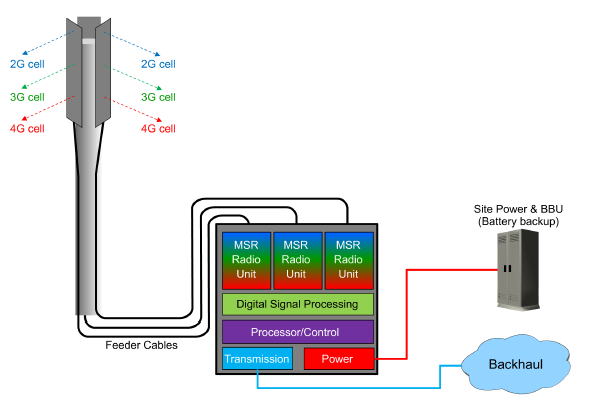 2G cell
2G cell
3G cell
3G cell
4G cell
4G cell
Site Power & BBU
(Battery backup)
MSR
Radio
Unit
MSR
Radio
Unit
MSR
Radio
Unit
Digital Signal Processing
Processor/Control
Feeder Cables
Transmission
Power
Backhaul